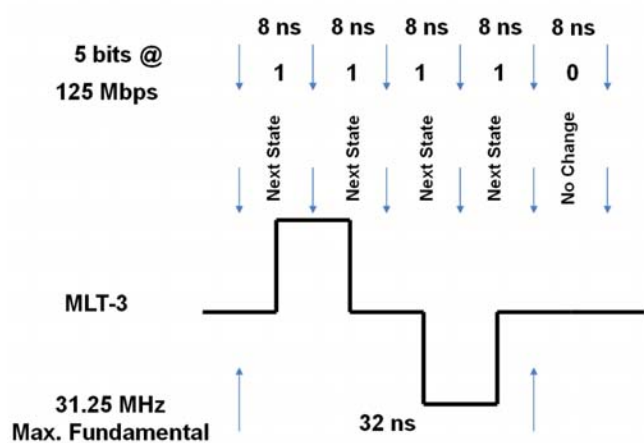 8 ns 8 ns 8 ns 8 ns 8 ns
5 bits @
125 Mbps
1 1 1 1 0
Next State
Next State
Next State
Next State
No Change
MLT-3
31.25 MHz
Max. Fundamental
32 ns